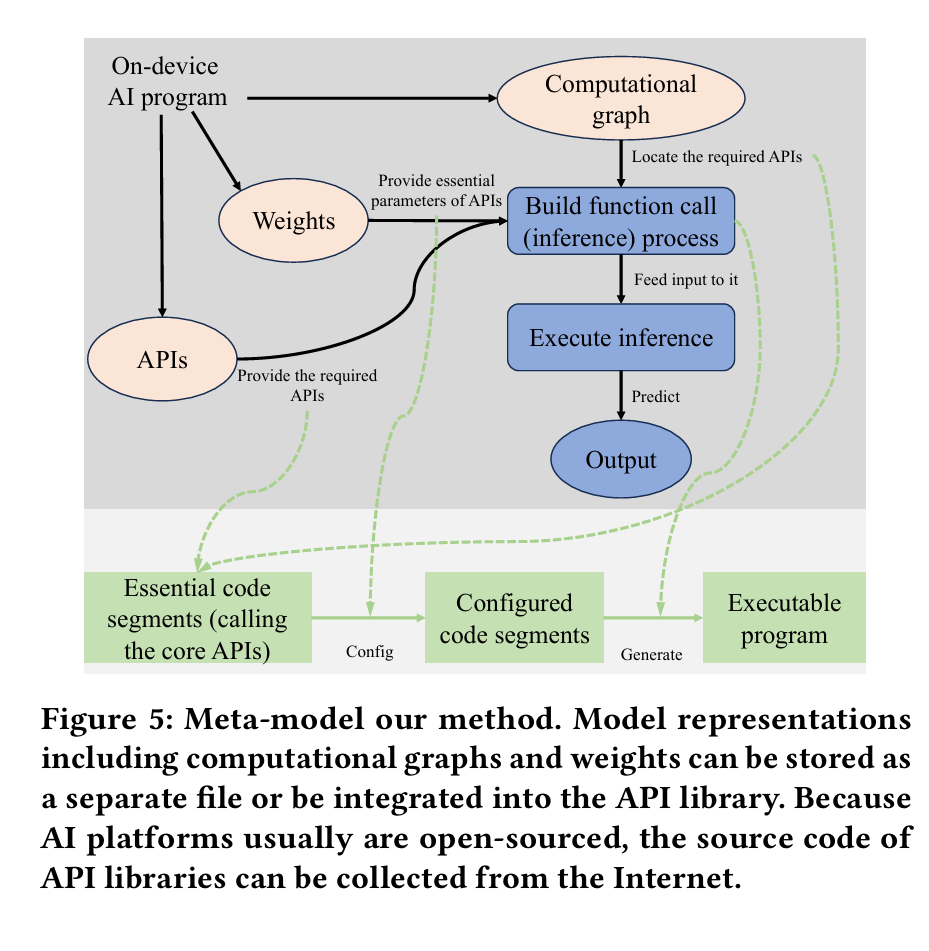 On-device
AI program
Computational
graph
Locate the required APIs
Provide essential
parameters of APIs
Weights
Build function call
(inference) process
Feed input to it
Execute inference
APIs
Provide the required
APIs
Predict
Output
Essential code
segments (calling
the core APIs)
Config
Configured
code segments
Generate
Executable
program
Figure 5: Meta-model our method. Model representations
including computational graphs and weights can be stored as
a separate file or be integrated into the API library. Because
AI platforms usually are open-sourced, the source code of
API libraries can be collected from the Internet.